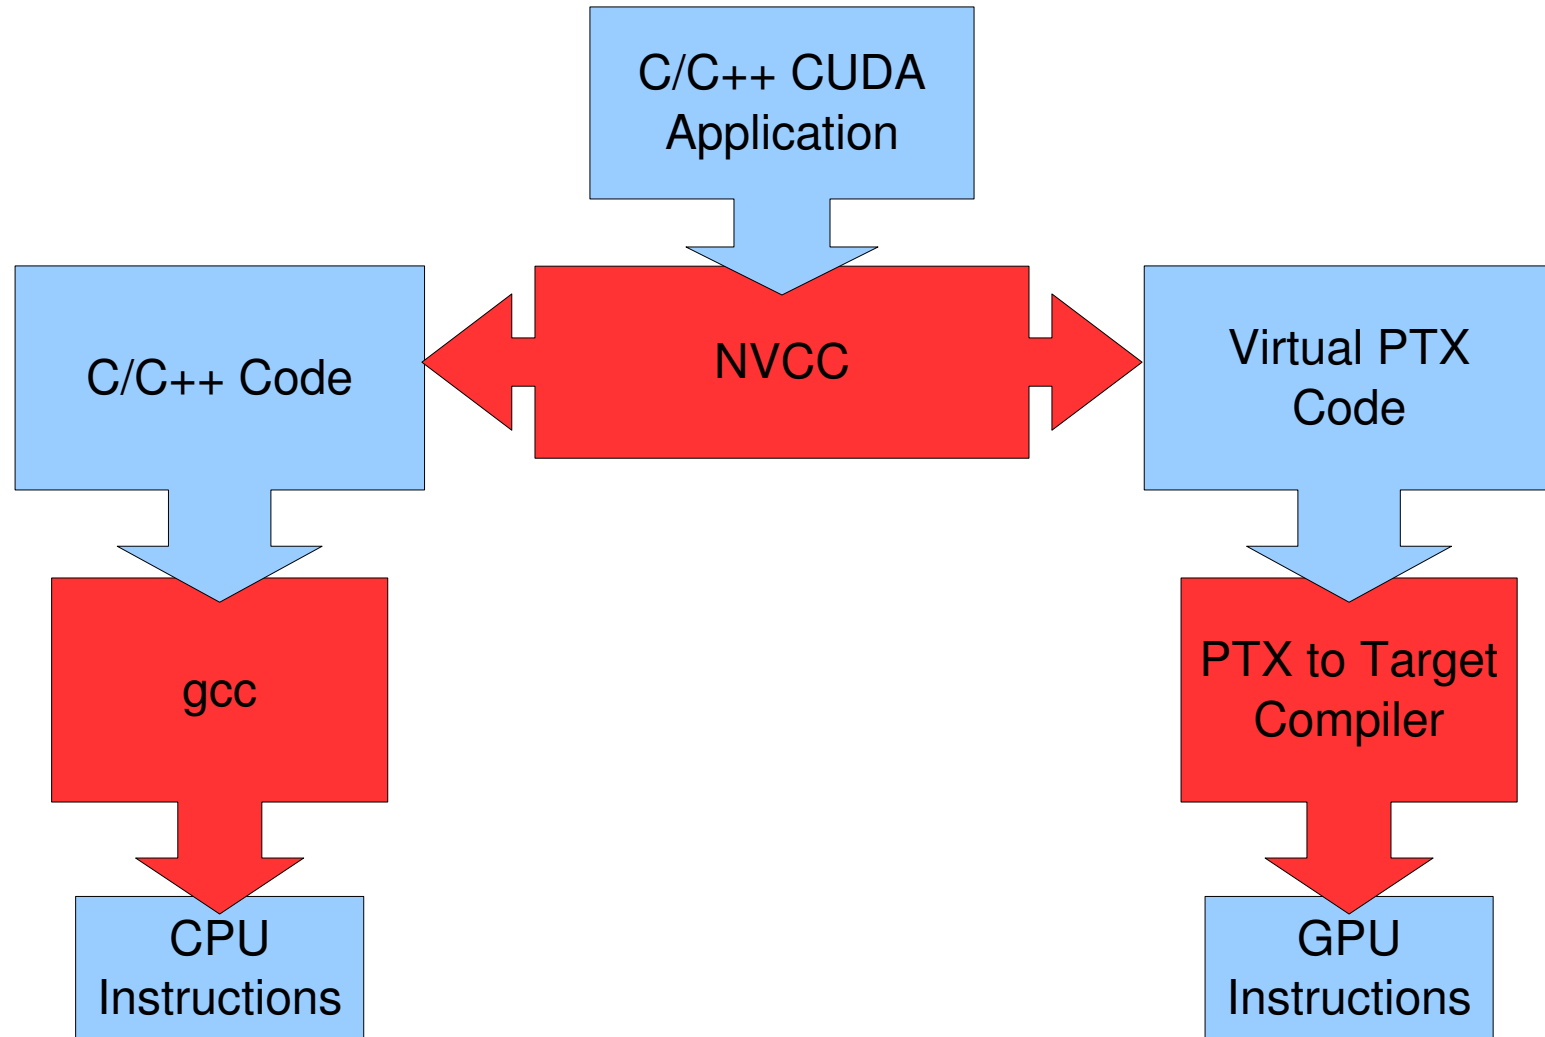 C/C++ CUDA
Application
C/C++ Code
NVCC
Virtual PTX
Code
gcc
PTX to Target
Compiler
CPU
Instructions
GPU
Instructions